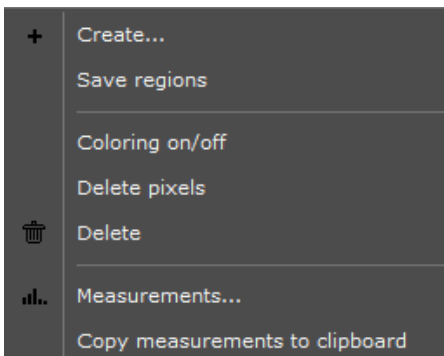 Create...
Save regions
Coloring on/off
Delete pixels
Delete
Measurements...
Copy measurements to clipboard